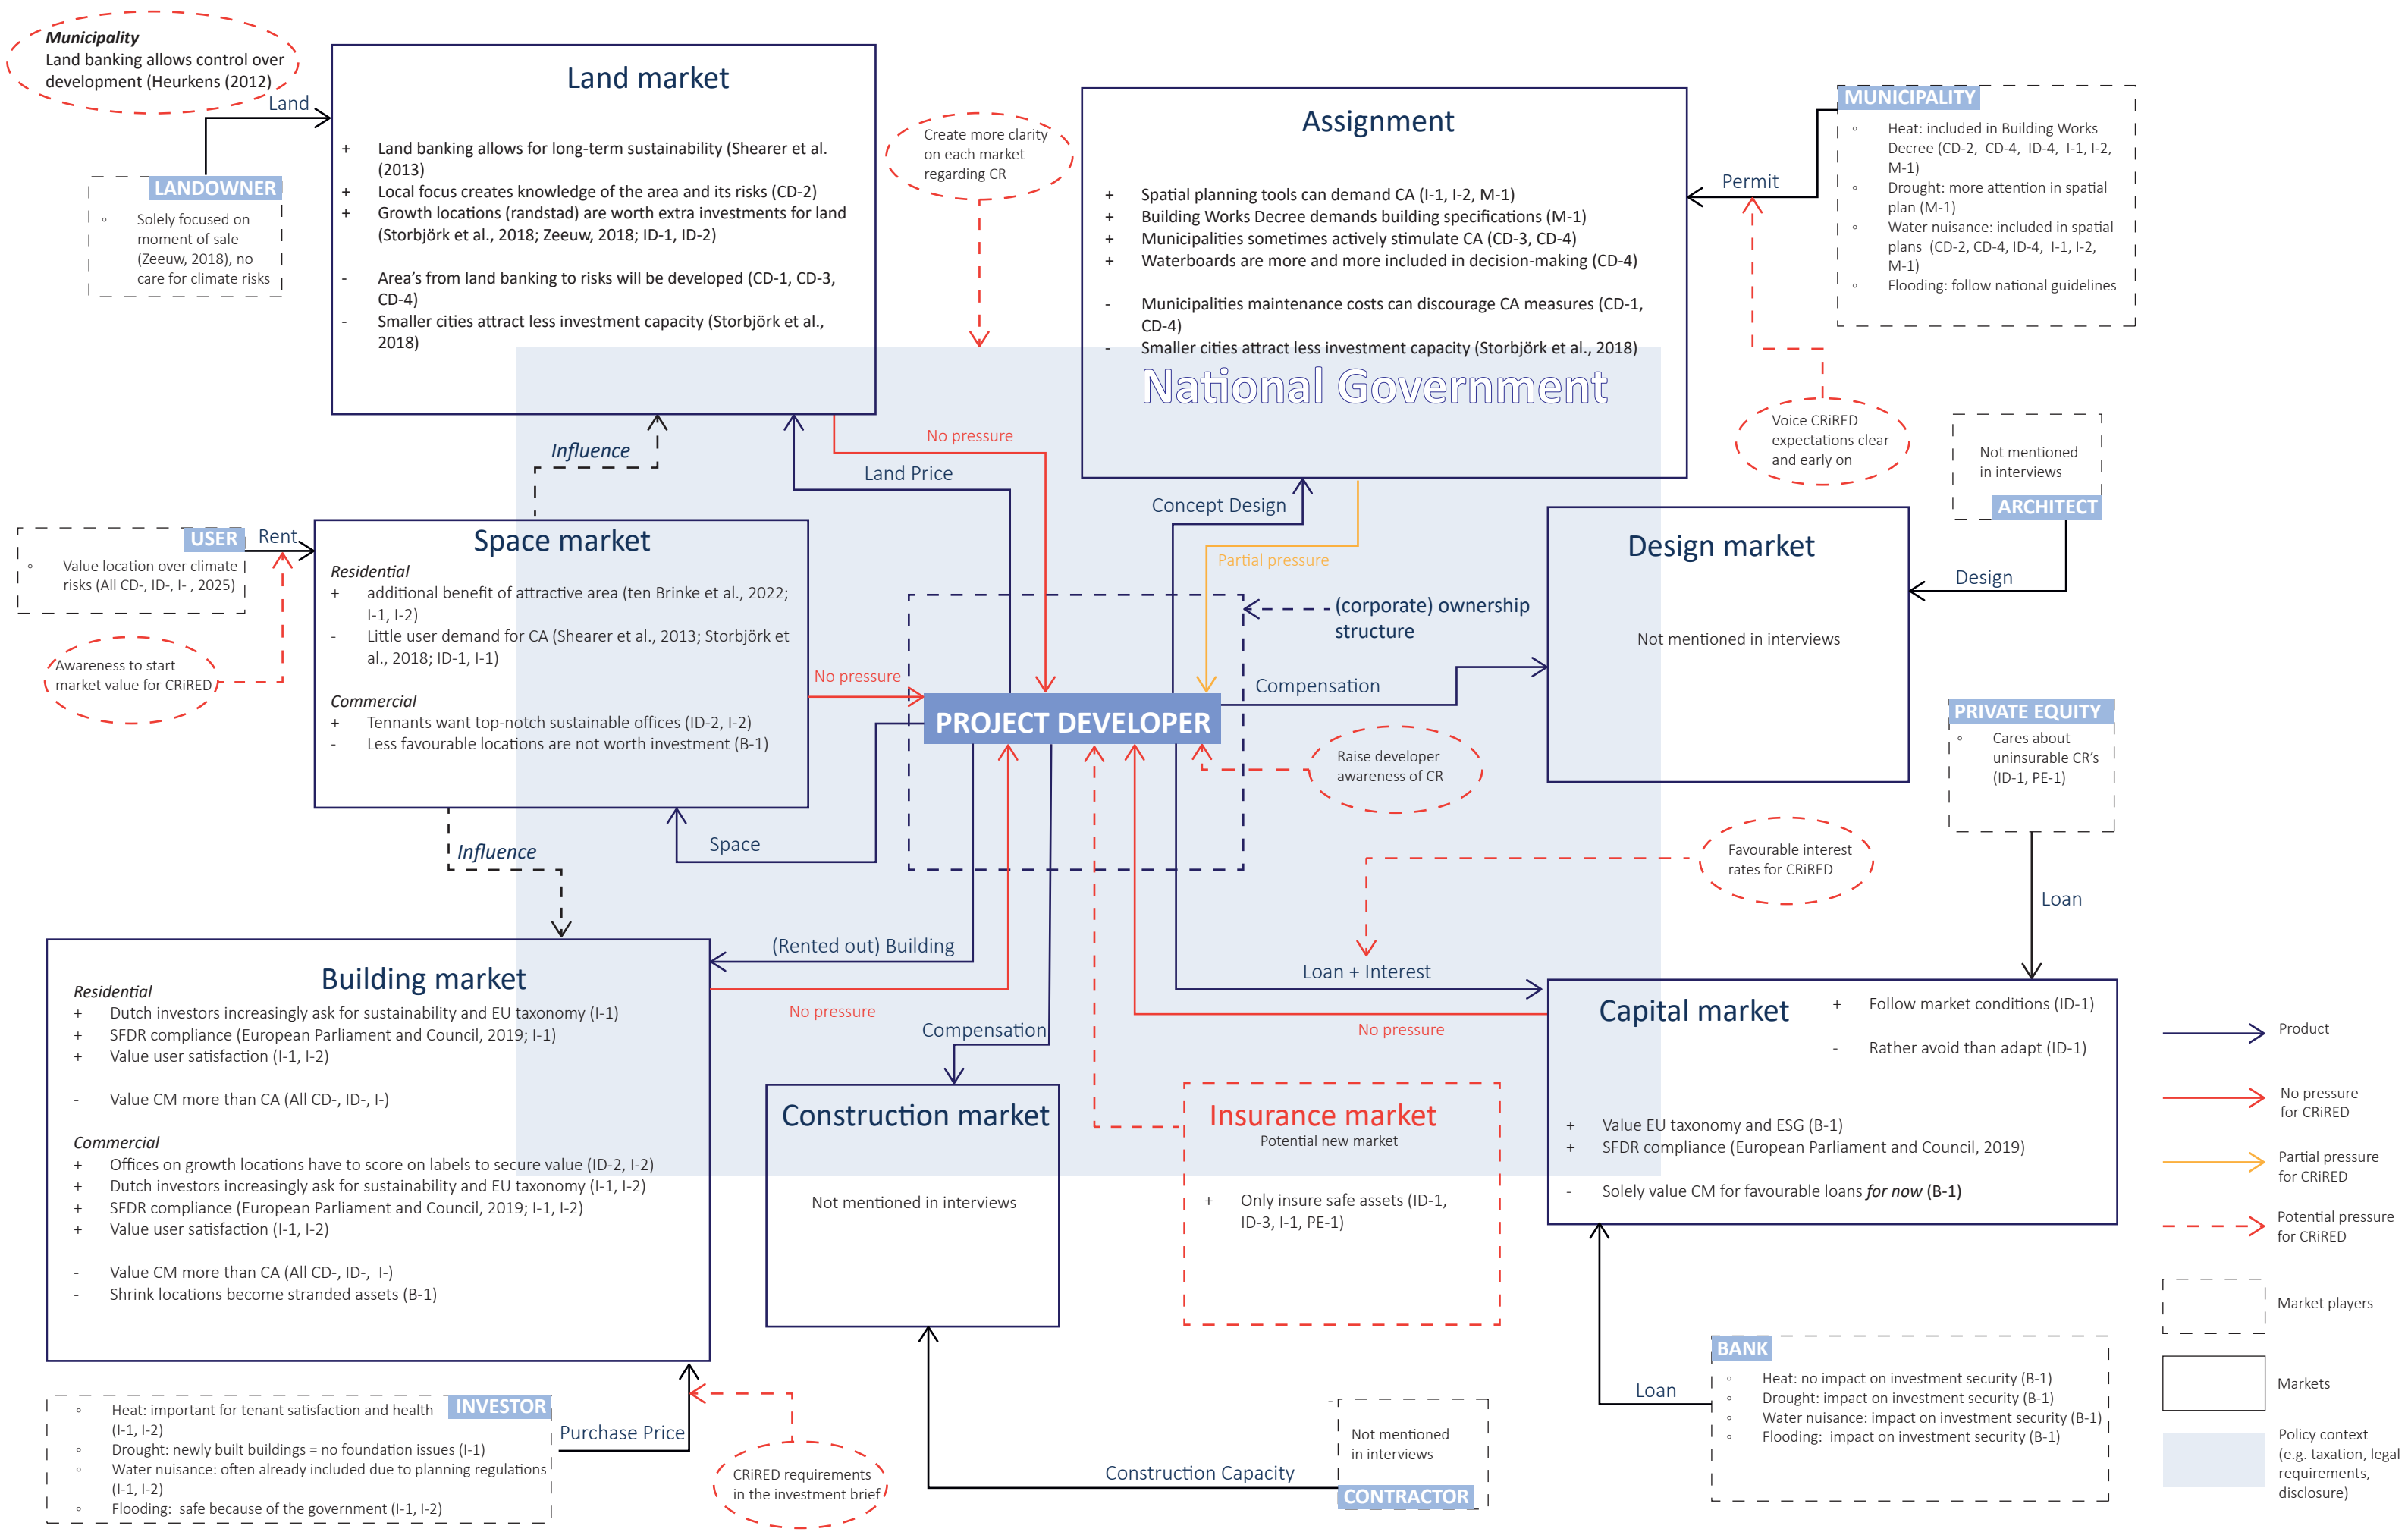 Municipality
Land banking allows control over
development (Heurkens (2012)
Land
LANDOWNER
◦ Solely focused on
moment of sale
(Zeeuw, 2018), no
care for climate risks
Land market
+ Land banking allows for long-term sustainability (Shearer et al.
(2013)
+ Local focus creates knowledge of the area and its risks (CD-2)
+ Growth locations (randstad) are worth extra investments for land
(Storbjörk et al., 2018; Zeeuw, 2018; ID-1, ID-2)
- Area's from land banking to risks will be developed (CD-1, CD-3,
CD-4)
- Smaller cities attract less investment capacity (Storbjörk et al.,
2018)
Create more clarity
on each market
regarding CR
Assignment
+ Spatial planning tools can demand CA (I-1, I-2, M-1)
+ Building Works Decree demands building specifications (M-1)
+ Municipalities sometimes actively stimulate CA (CD-3, CD-4)
+ Waterboards are more and more included in decision-making (CD-4)
- Municipalities maintenance costs can discourage CA measures (CD-1,
CD-4)
- Smaller cities attract less investment capacity (Storbjörk et al., 2018)
National Government
Permit
MUNICIPALITY
◦ Heat: included in Building Works
Decree (CD-2, CD-4, ID-4, I-1, I-2,
M-1)
◦ Drought: more attention in spatial
plan (M-1)
◦ Water nuisance: included in spatial
plans (CD-2, CD-4, ID-4, I-1, I-2,
M-1)
◦ Flooding: follow national guidelines
Voice CRiRED
expectations clear
and early on
Not mentioned
in interviews
ARCHITECT
Design
Influence
No pressure
Land Price
Concept Design
Partial pressure
USER
Rent
◦ Value location over climate
risks (All CD-, ID-, I- , 2025)
Awareness to start
market value for CRiRED
Space market
Residential
+ additional benefit of attractive area (ten Brinke et al., 2022;
I-1, I-2)
- Little user demand for CA (Shearer et al., 2013; Storbjörk et
al., 2018; ID-1, I-1)
Commercial
+ Tennants want top-notch sustainable offices (ID-2, I-2)
- Less favourable locations are not worth investment (B-1)
No pressure
(corporate) ownership
structure
PROJECT DEVELOPER
Compensation
Design market
Not mentioned in interviews
Raise developer
awareness of CR
PRIVATE EQUITY
◦ Cares about
uninsurable CR's
(ID-1, PE-1)
Loan
Favourable interest
rates for CRiRED
Space
Influence
(Rented out) Building
No pressure
Compensation
Loan + Interest
No pressure
Building market
Residential
+ Dutch investors increasingly ask for sustainability and EU taxonomy (I-1)
+ SFDR compliance (European Parliament and Council, 2019; I-1)
+ Value user satisfaction (I-1, I-2)
- Value CM more than CA (All CD-, ID-, I-)
Commercial
+ Offices on growth locations have to score on labels to secure value (ID-2, I-2)
+ Dutch investors increasingly ask for sustainability and EU taxonomy (I-1, I-2)
+ SFDR compliance (European Parliament and Council, 2019; I-1, I-2)
+ Value user satisfaction (I-1, I-2)
- Value CM more than CA (All CD-, ID-, I-)
- Shrink locations become stranded assets (B-1)
Construction market
Not mentioned in interviews
Insurance market
Potential new market
+ Only insure safe assets (ID-1,
ID-3, I-1, PE-1)
Capital market
+ Follow market conditions (ID-1)
- Rather avoid than adapt (ID-1)
+ Value EU taxonomy and ESG (B-1)
+ SFDR compliance (European Parliament and Council, 2019)
- Solely value CM for favourable loans for now (B-1)
INVESTOR
◦ Heat: important for tenant satisfaction and health
(I-1, I-2)
◦ Drought: newly built buildings = no foundation issues (I-1)
◦ Water nuisance: often already included due to planning regulations
(I-1, I-2)
◦ Flooding: safe because of the government (I-1, I-2)
Purchase Price
CRiRED requirements
in the investment brief
Construction Capacity
-
Not mentioned
in interviews
CONTRACTOR
Loan
BANK
◦ Heat: no impact on investment security (B-1)
◦ Drought: impact on investment security (B-1)
◦ Water nuisance: impact on investment security (B-1)
◦ Flooding: impact on investment security (B-1)
Product
No pressure
for CRiRED
Partial pressure
for CRiRED
Potential pressure
for CRiRED
Market players
Markets
Policy context
(e.g. taxation, legal
requirements,
disclosure)